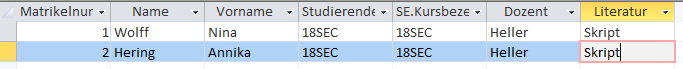 Matrikelnur Name Vorname Studierende SE.Kursbeze Dozent Literatur
1 Wolff Nina 18SEC 18SEC Heller Skript
2 Hering Annika 18SEC 18SEC Heller Skript